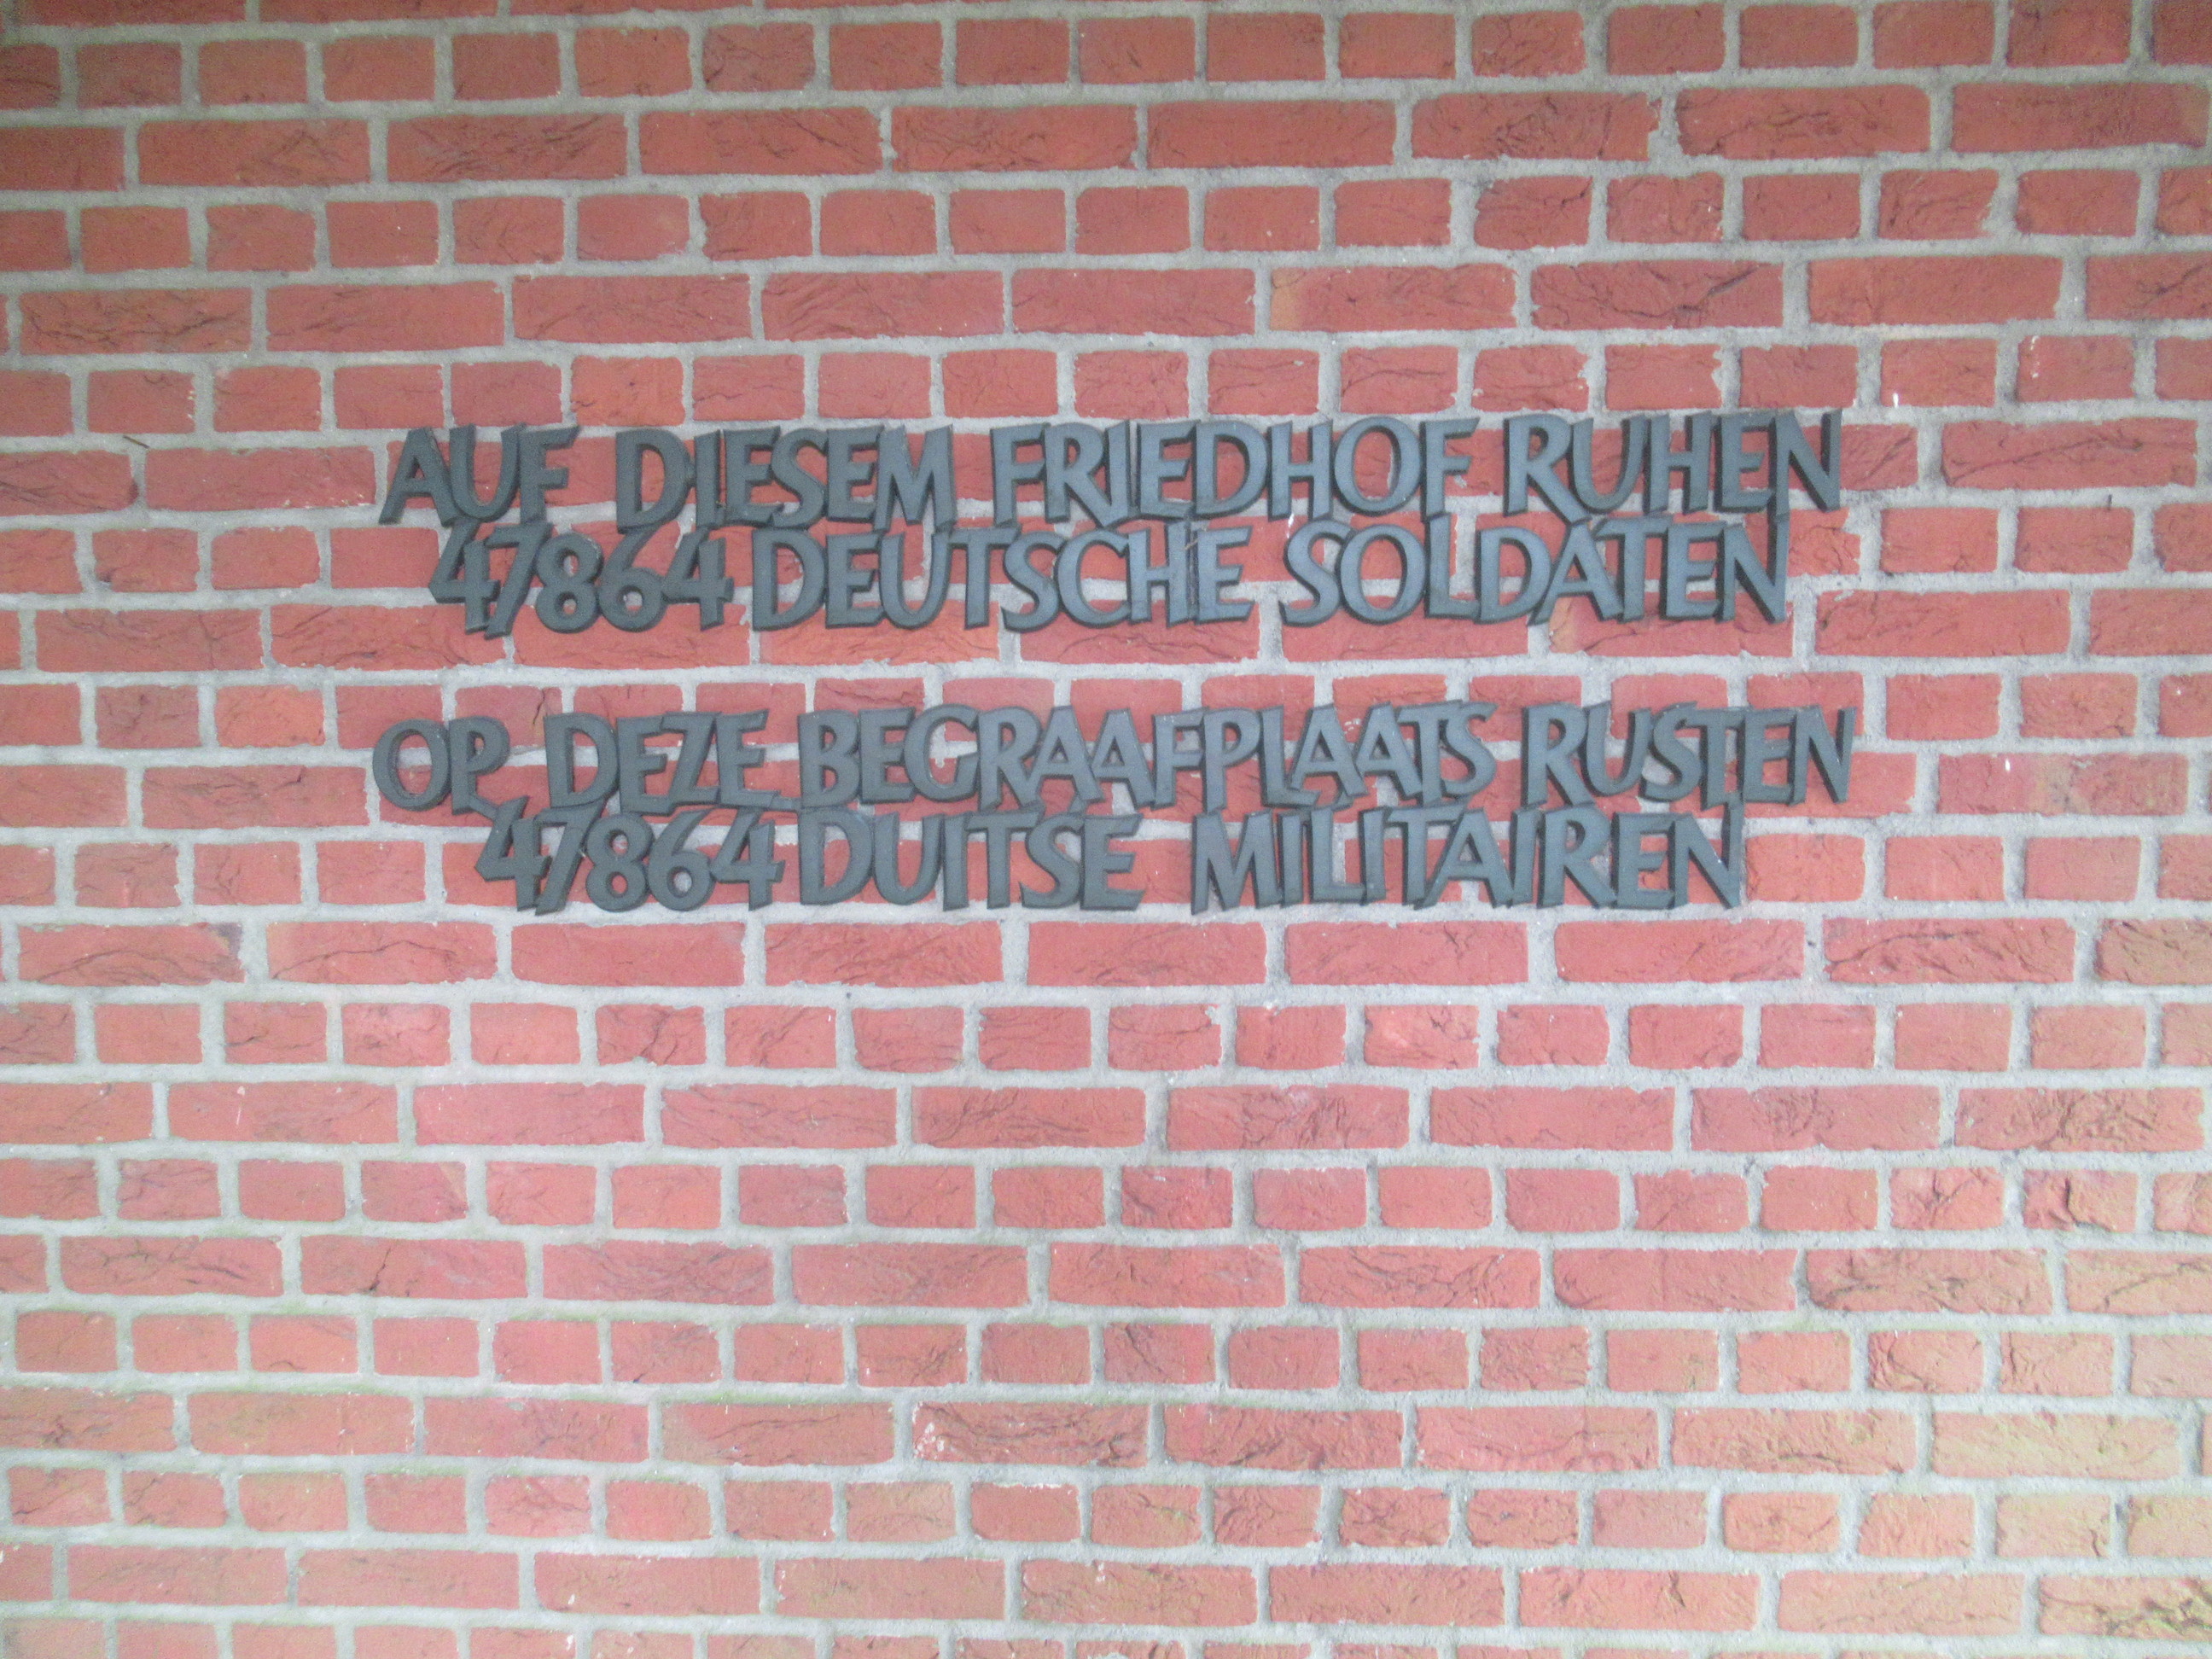 AUF DIESEM FRIEDHOF RUHEN
47864 DEUTSCHE SOLDATEN
OP DEZE BEGRAAFPLAATS RUSTEN
47864 DUITSE MILITAIREN